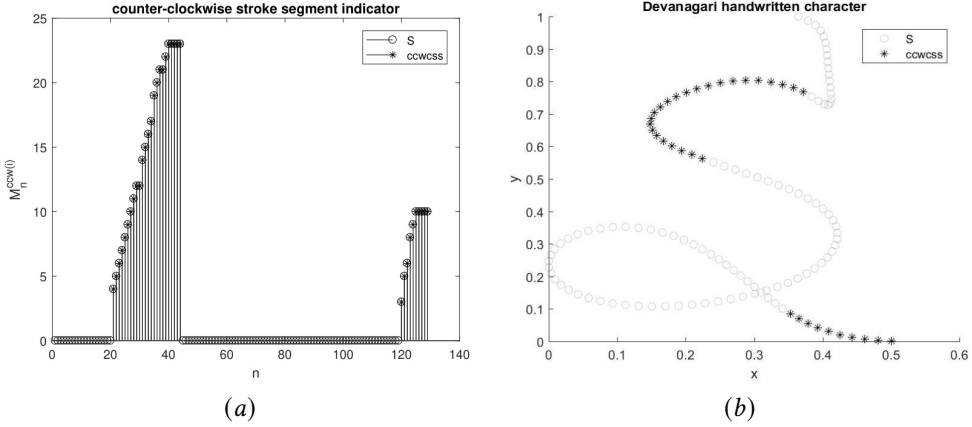 counter-clockwise stroke segment indicator
25
20
15
10
5
0
M_n^{ccw(i)}
S
ccwcss
0
20
40
60
80
100
120
140
n
(a)
Devanagari handwritten character
1
0.9
0.8
0.7
0.6
0.5
0.4
0.3
0.2
0.1
0
y
S
ccwcss
0
0.1
0.2
0.3
0.4
0.5
0.6
x
(b)